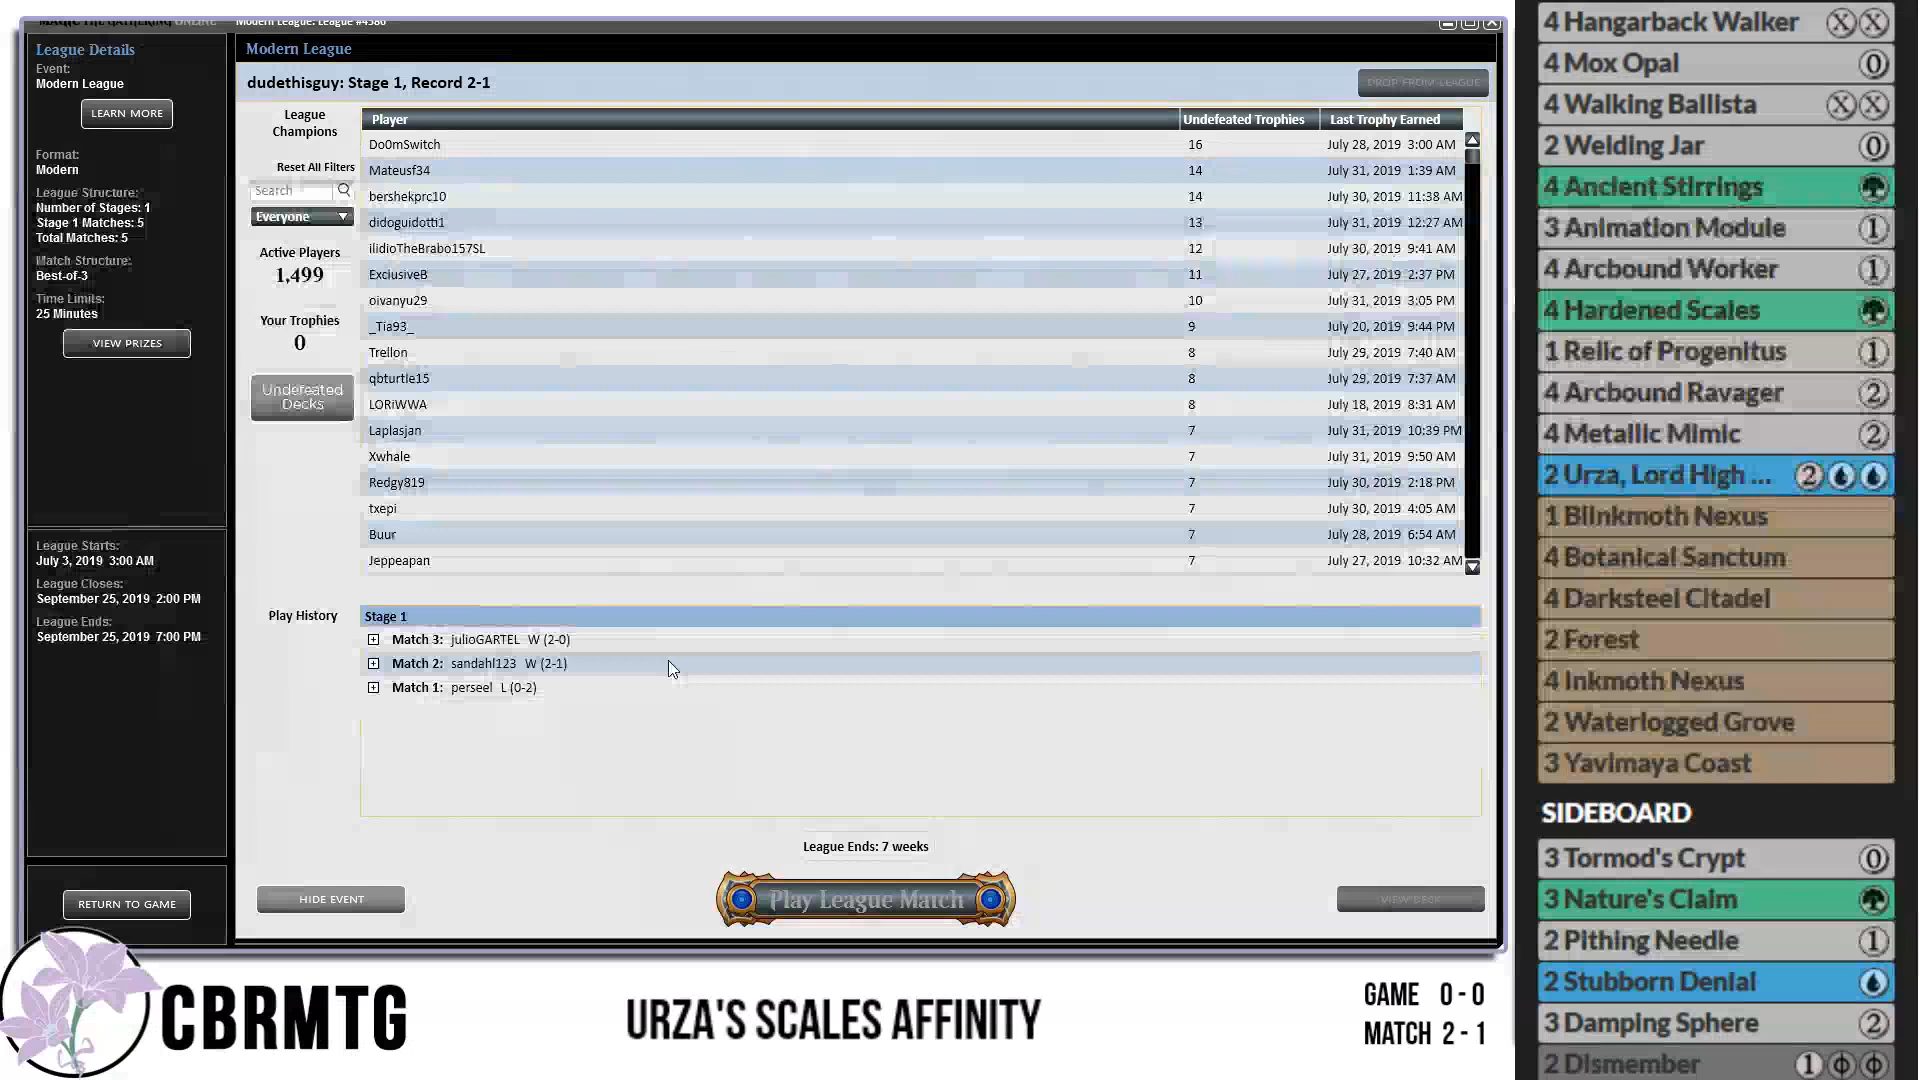 MAGIC THE GATHERING ONLINE
Modern League: League #4586
League Details
Event:
Modern League
LEARN MORE
Format:
Modern
League Structure:
Number of Stages: 1
Stage 1 Matches: 5
Total Matches: 5
Match Structure:
Best-of-3
Time Limits:
25 Minutes
VIEW PRIZES
League Starts:
July 3, 2019 3:00 AM
League Closes:
September 25, 2019 2:00 PM
League Ends:
September 25, 2019 7:00 PM
RETURN TO GAME
Modern League
dudethisguy: Stage 1, Record 2-1
DROP FROM LEAGUE
League Champions
Reset All Filters
Search
Everyone
Active Players
1,499
Your Trophies
0
Undefeated Decks
Player Undefeated Trophies Last Trophy Earned
Do0mSwitch 16 July 28, 2019 3:00 AM
Mateusf34 14 July 31, 2019 1:39 AM
bershekprc10 14 July 30, 2019 11:38 AM
didoguidotti1 13 July 31, 2019 12:27 AM
ilidioTheBrabo157SL 12 July 30, 2019 9:41 AM
ExclusiveB 11 July 27, 2019 2:37 PM
oivanyu29 10 July 31, 2019 3:05 PM
_Tia93_ 9 July 20, 2019 9:44 PM
Trellon 8 July 29, 2019 7:40 AM
qbturtle15 8 July 29, 2019 7:37 AM
LORiWWA 8 July 18, 2019 8:31 AM
Laplasjan 7 July 31, 2019 10:39 PM
Xwhale 7 July 31, 2019 9:50 AM
Redgy819 7 July 30, 2019 2:18 PM
txepi 7 July 30, 2019 4:05 AM
Buur 7 July 28, 2019 6:54 AM
Jeppeapan 7 July 27, 2019 10:32 AM
Play History
Stage 1
Match 3: julioGARTEL W (2-0)
Match 2: sandahl123 W (2-1)
Match 1: perseel L (0-2)
League Ends: 7 weeks
HIDE EVENT
Play League Match
VIEW DECK
4 Hangarback Walker X X
4 Mox Opal 0
4 Walking Ballista X X
2 Welding Jar 0
4 Ancient Stirrings
3 Animation Module 1
4 Arcbound Worker 1
4 Hardened Scales
1 Relic of Progenitus 1
4 Arcbound Ravager 2
4 Metallic Mimic 2
2 Urza, Lord High ... 2
1 Blinkmoth Nexus
4 Botanical Sanctum
4 Darksteel Citadel
2 Forest
4 Inkmoth Nexus
2 Waterlogged Grove
3 Yavimaya Coast
SIDEBOARD
3 Tormod's Crypt 0
3 Nature's Claim
2 Pithing Needle 1
2 Stubborn Denial
3 Damping Sphere 2
2 Dismember 1
CBRMTG
URZA'S SCALES AFFINITY
GAME 0 - 0
MATCH 2 - 1